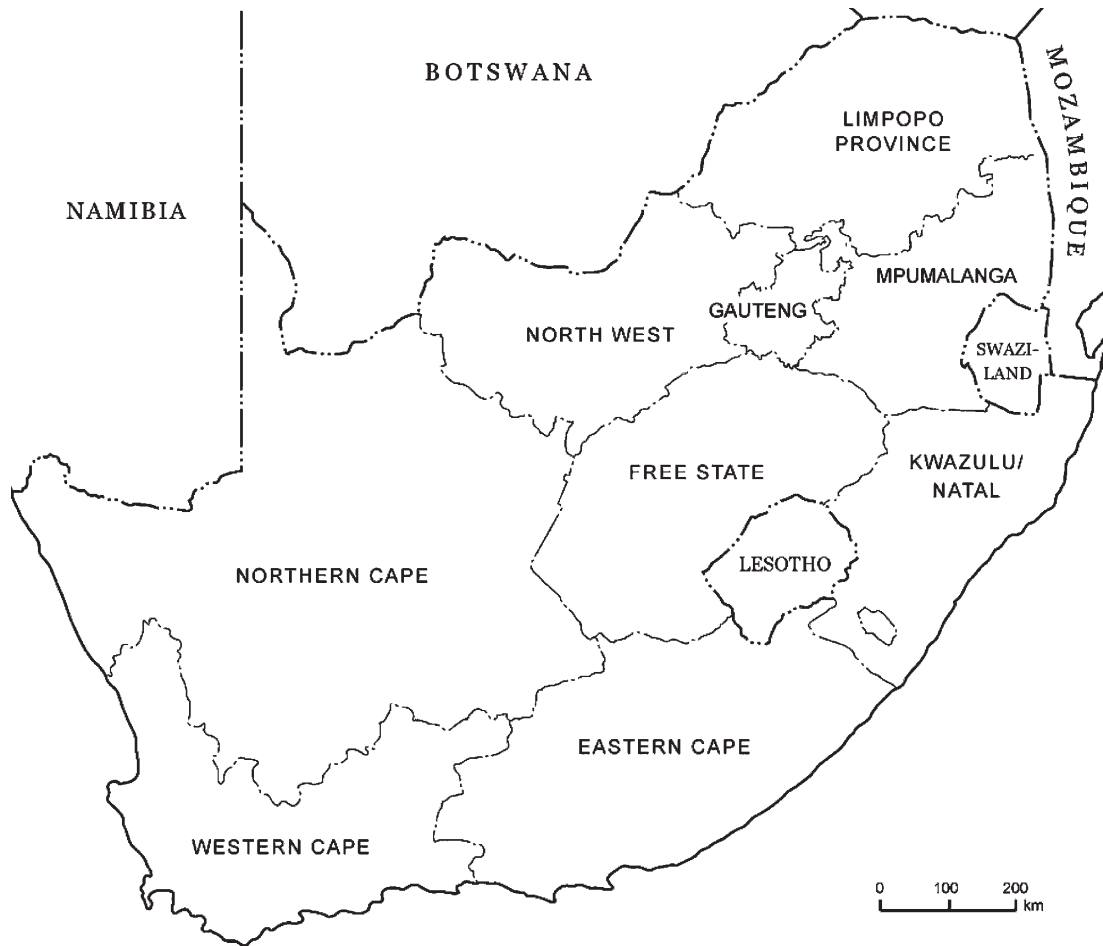 BOTSWANA
MOZAMBIQUE
LIMPOPO
PROVINCE
NAMIBIA
MPUMALANGA
GAUTENG
NORTH WEST
SWAZI-
LAND
FREE STATE
KWAZULU/
NATAL
LESOTHO
NORTHERN CAPE
EASTERN CAPE
WESTERN CAPE
0 100 200
km